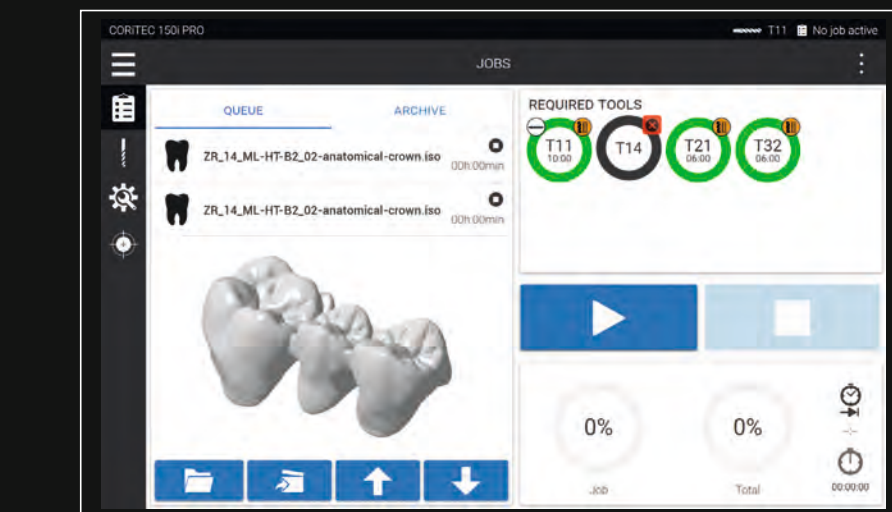 CORiTEC 150i PRO
T11 No job active
JOBS
QUEUE ARCHIVE
ZR_14_ML-HT-B2_02-anatomical-crown.iso
00h:00min
ZR_14_ML-HT-B2_02-anatomical-crown.iso
00h:00min
REQUIRED TOOLS
T11
10:00
T14
T21
06:00
T32
06:00
0%
Job
0%
Total
-:-
00:00:00